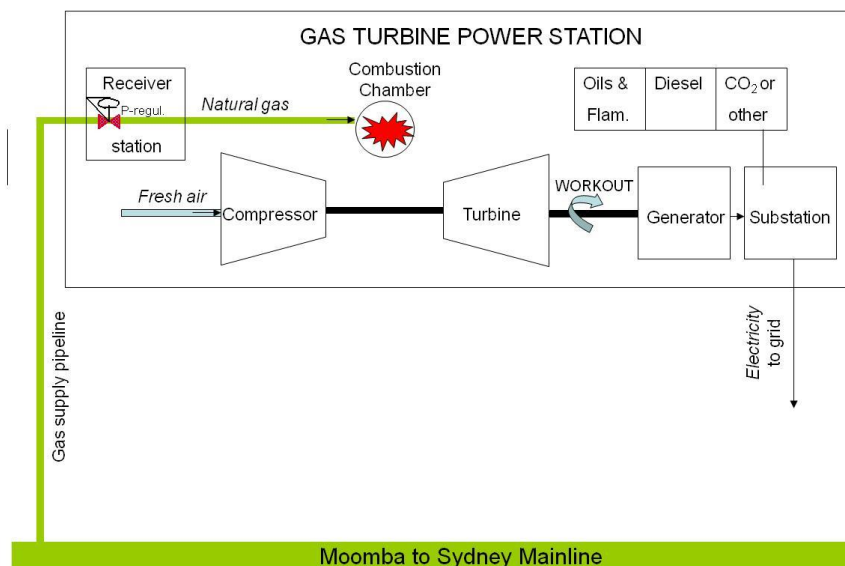 GAS TURBINE POWER STATION
Receiver
P-regul.
station
Natural gas
Combustion
Chamber
Oils &
Flam.
Diesel
CO₂ or
other
Fresh air
Compressor
Turbine
WORKOUT
Generator
Substation
Electricity
to grid
Gas supply pipeline
Moomba to Sydney Mainline